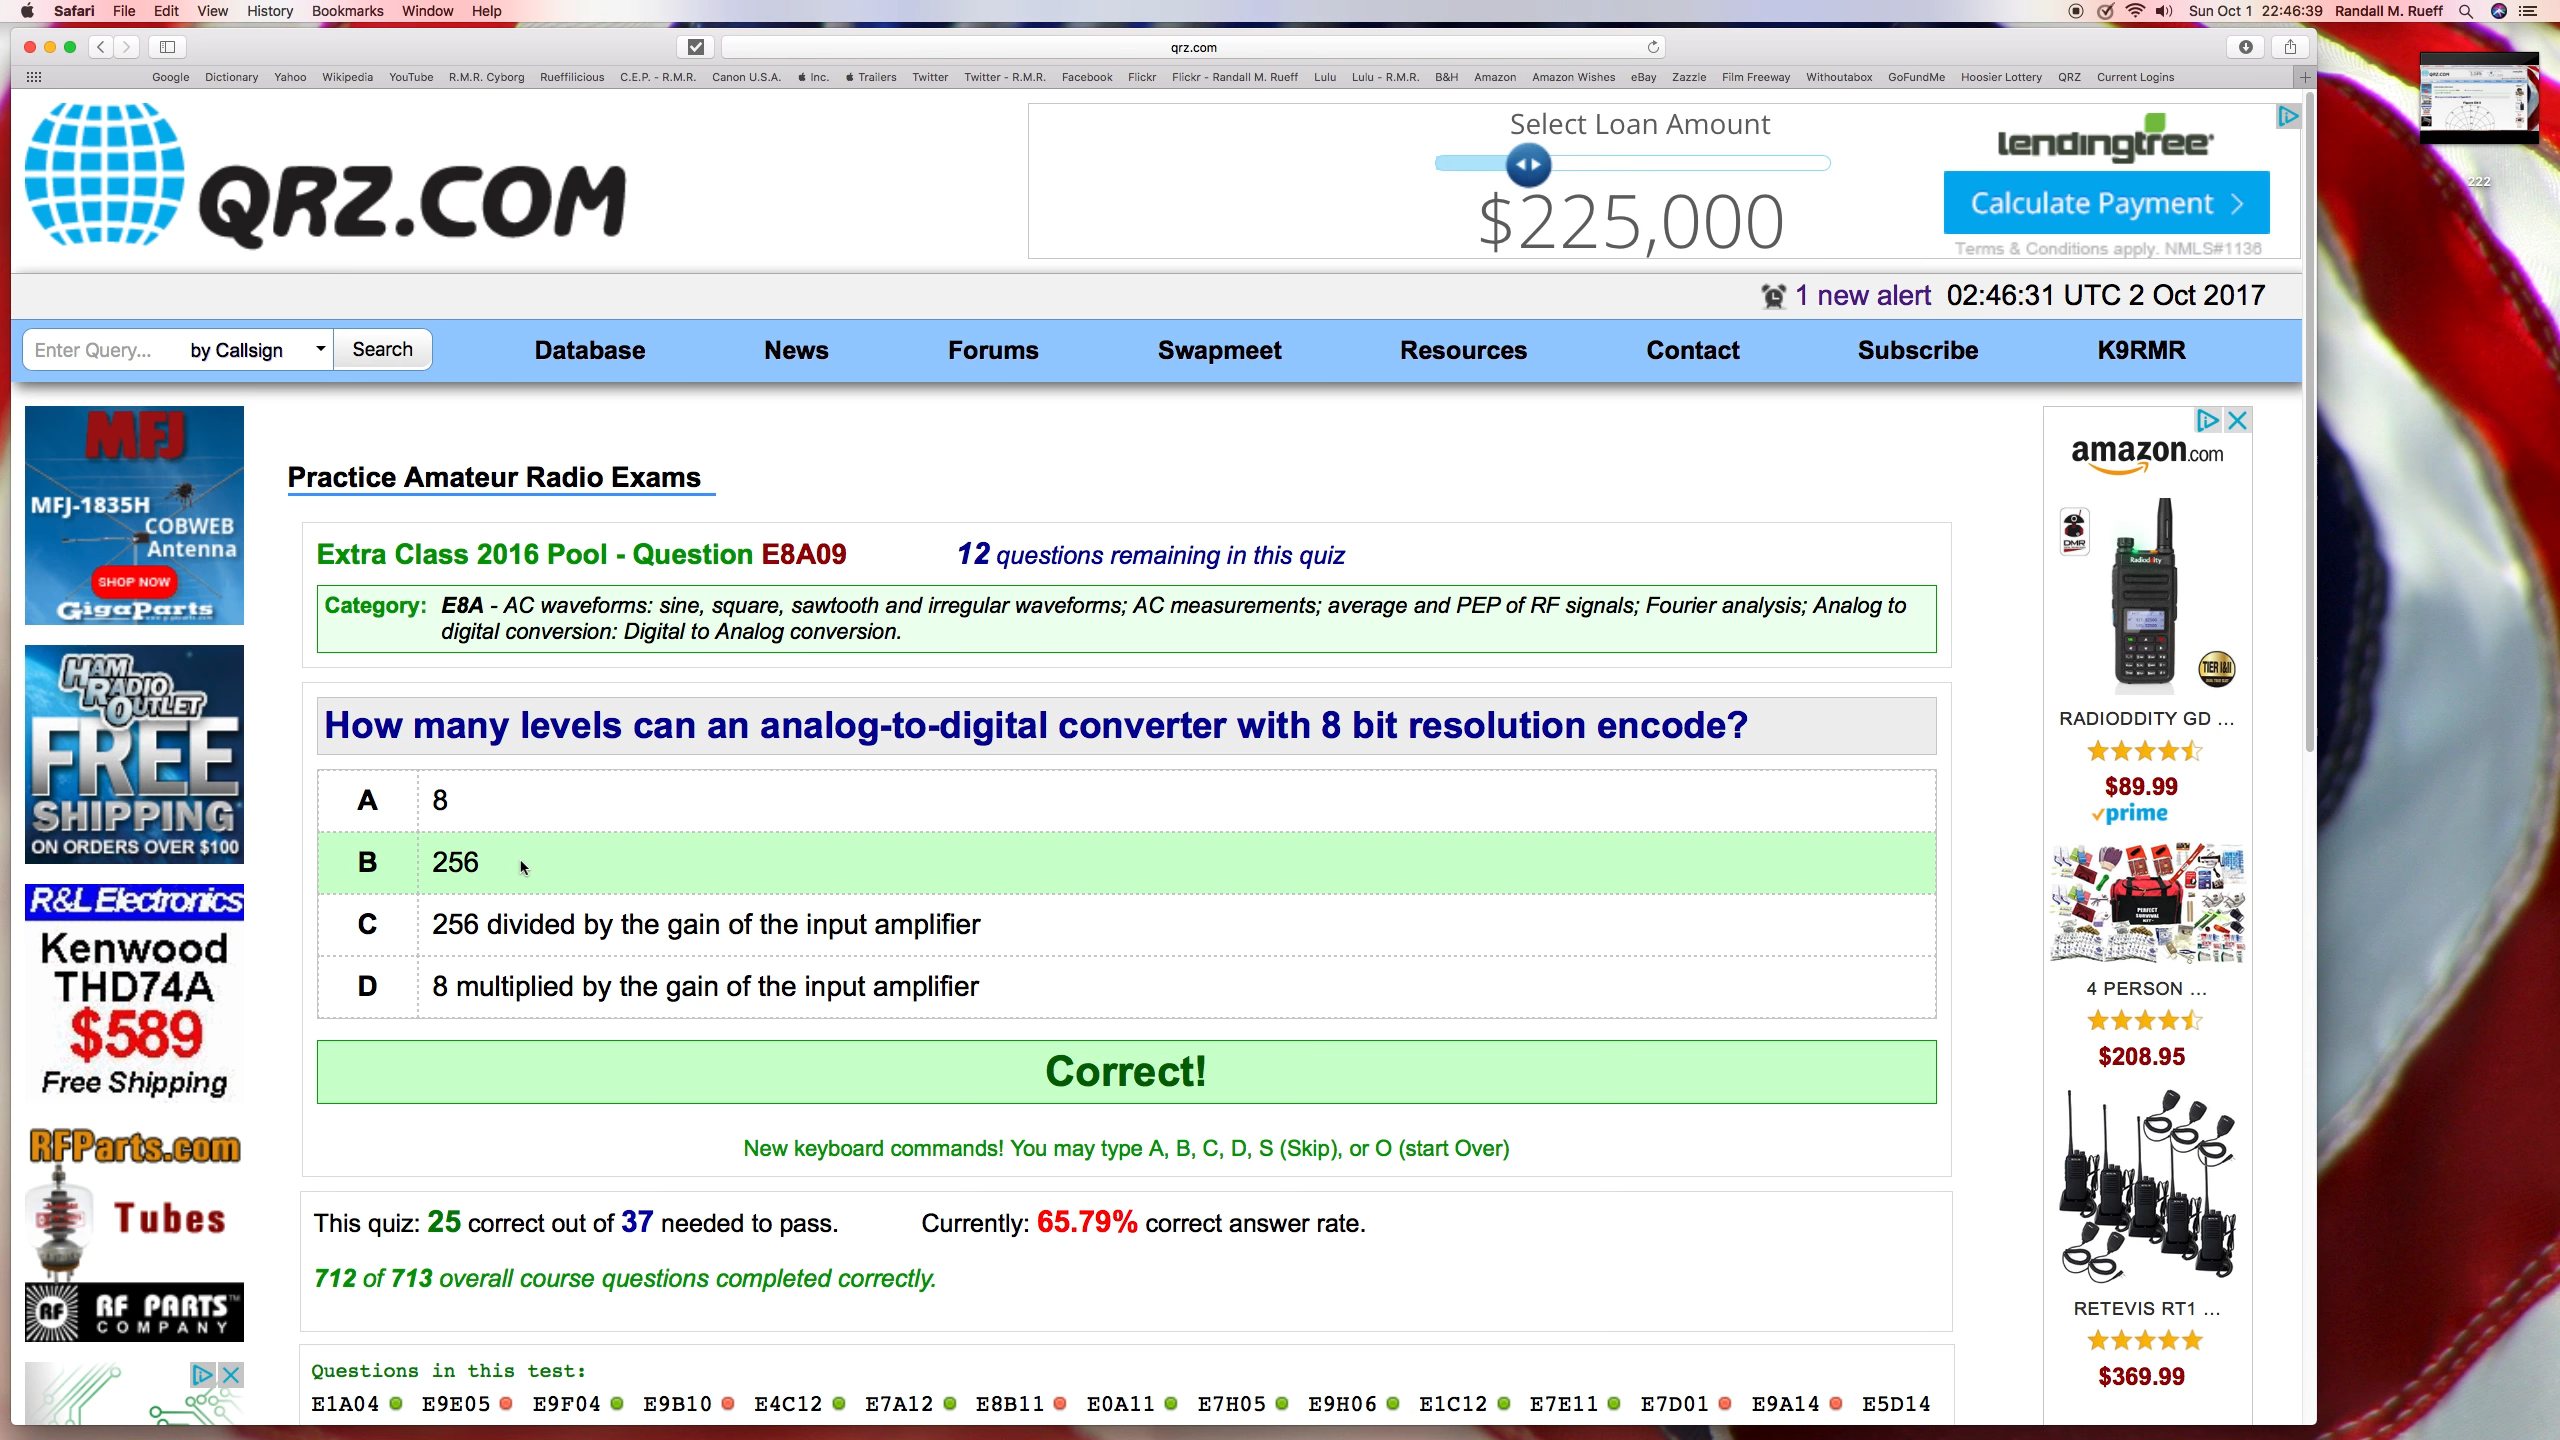 Safari File Edit View History Bookmarks Window Help Sun Oct 1 22:46:39 Randall M. Rueff
qrz.com
Google Dictionary Yahoo Wikipedia YouTube R.M.R. Cyborg Rueffilicious C.E.P. - R.M.R. Canon U.S.A. Inc. Trailers Twitter Twitter - R.M.R. Facebook Flickr Flickr - Randall M. Rueff Lulu Lulu - R.M.R. B&H Amazon Amazon Wishes eBay Zazzle Film Freeway Withoutabox GoFundMe Hoosier Lottery QRZ Current Logins
222
QRZ.COM
Select Loan Amount
$225,000
lendingtree
Calculate Payment >
Terms & Conditions apply. NMLS#1136
1 new alert 02:46:31 UTC 2 Oct 2017
Enter Query... by Callsign Search Database News Forums Swapmeet Resources Contact Subscribe K9RMR
MFJ
MFJ-1835H
COBWEB
Antenna
SHOP NOW
GigaParts
HAM
RADIO
OUTLET
FREE
SHIPPING
ON ORDERS OVER $100
R&L Electronics
Kenwood
THD74A
$589
Free Shipping
RFParts.com
Tubes
RF RF PARTS™
COMPANY
Practice Amateur Radio Exams
Extra Class 2016 Pool - Question E8A09 12 questions remaining in this quiz
Category: E8A - AC waveforms: sine, square, sawtooth and irregular waveforms; AC measurements; average and PEP of RF signals; Fourier analysis; Analog to
digital conversion: Digital to Analog conversion.
How many levels can an analog-to-digital converter with 8 bit resolution encode?
A 8
B 256
C 256 divided by the gain of the input amplifier
D 8 multiplied by the gain of the input amplifier
Correct!
New keyboard commands! You may type A, B, C, D, S (Skip), or O (start Over)
This quiz: 25 correct out of 37 needed to pass. Currently: 65.79% correct answer rate.
712 of 713 overall course questions completed correctly.
Questions in this test:
E1A04 E9E05 E9F04 E9B10 E4C12 E7A12 E8B11 E0A11 E7H05 E9H06 E1C12 E7E11 E7D01 E9A14 E5D14
amazon.com
DMR
Radioddity
TIER I&II
RADIODDITY GD ...
$89.99
prime
PERFECT
SURVIVAL
KIT
4 PERSON ...
$208.95
RETEVIS RT1 ...
$369.99